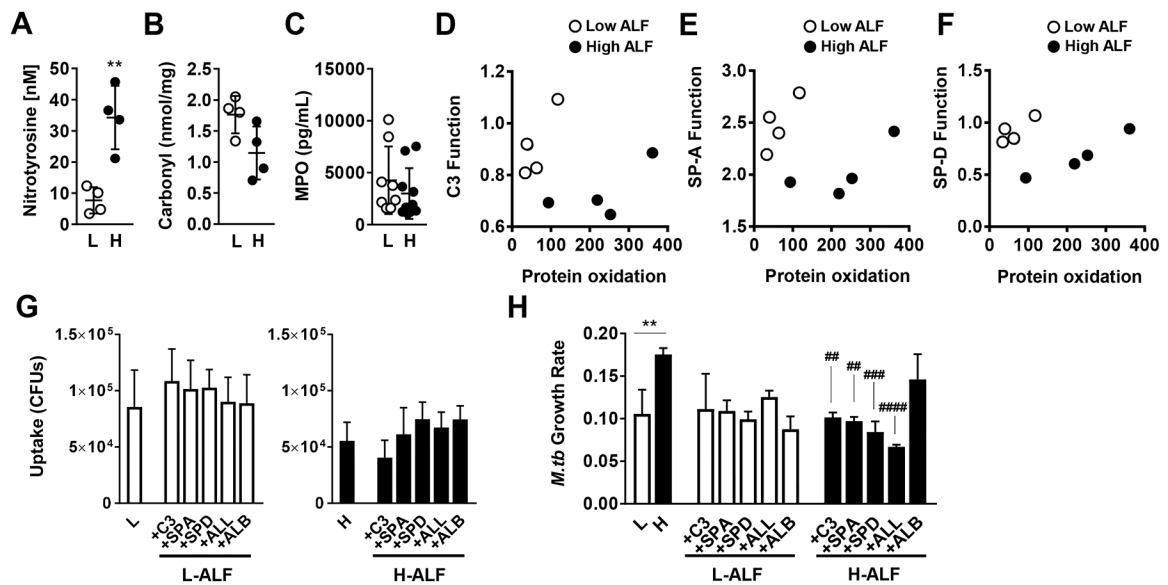 A
Nitrotyrosine [nM]
50
40
30
20
10
0
**
L H
B
Carbonyl (nmol/mg)
2.5
2.0
1.5
1.0
0.5
0.0
L H
C
MPO (pg/mL)
15000
10000
5000
0
L H
D
Low ALF
High ALF
C3 Function
1.2
1.0
0.8
0.6
0 100 200 300 400
Protein oxidation
E
Low ALF
High ALF
SP-A Function
3.0
2.5
2.0
1.5
0 100 200 300 400
Protein oxidation
F
Low ALF
High ALF
SP-D Function
1.5
1.0
0.5
0.0
0 100 200 300 400
Protein oxidation
G
Uptake (CFUs)
1.5×10⁵
1×10⁵
5×10⁴
0
L
+C3
+SPA
+SPD
+ALL
+ALB
L-ALF
1.5×10⁵
1×10⁵
5×10⁴
0
H
+C3
+SPA
+SPD
+ALL
+ALB
H-ALF
H
M.tb Growth Rate
0.20
0.15
0.10
0.05
0.00
**
##
##
###
####
L
H
+C3
+SPA
+SPD
+ALL
+ALB
L-ALF
+C3
+SPA
+SPD
+ALL
+ALB
H-ALF